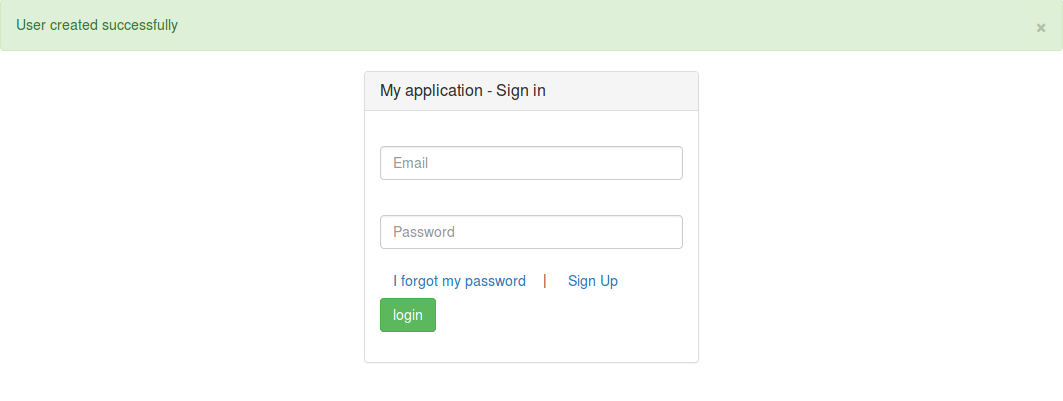 User created successfully ×
My application - Sign in
Email
Password
I forgot my password | Sign Up
login